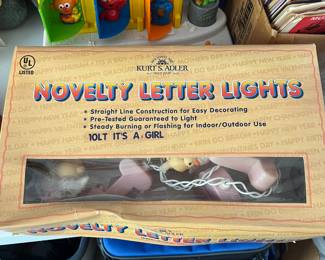 UL
LISTED
KURT S. ADLER
NOVELTY LETTER LIGHTS
• Straight Line Construction for Easy Decorating
• Pre-Tested Guaranteed to Light
• Steady Burning or Flashing for Indoor/Outdoor Use
10LT IT'S A GIRL
NOVELTY LETTER LIGHTS